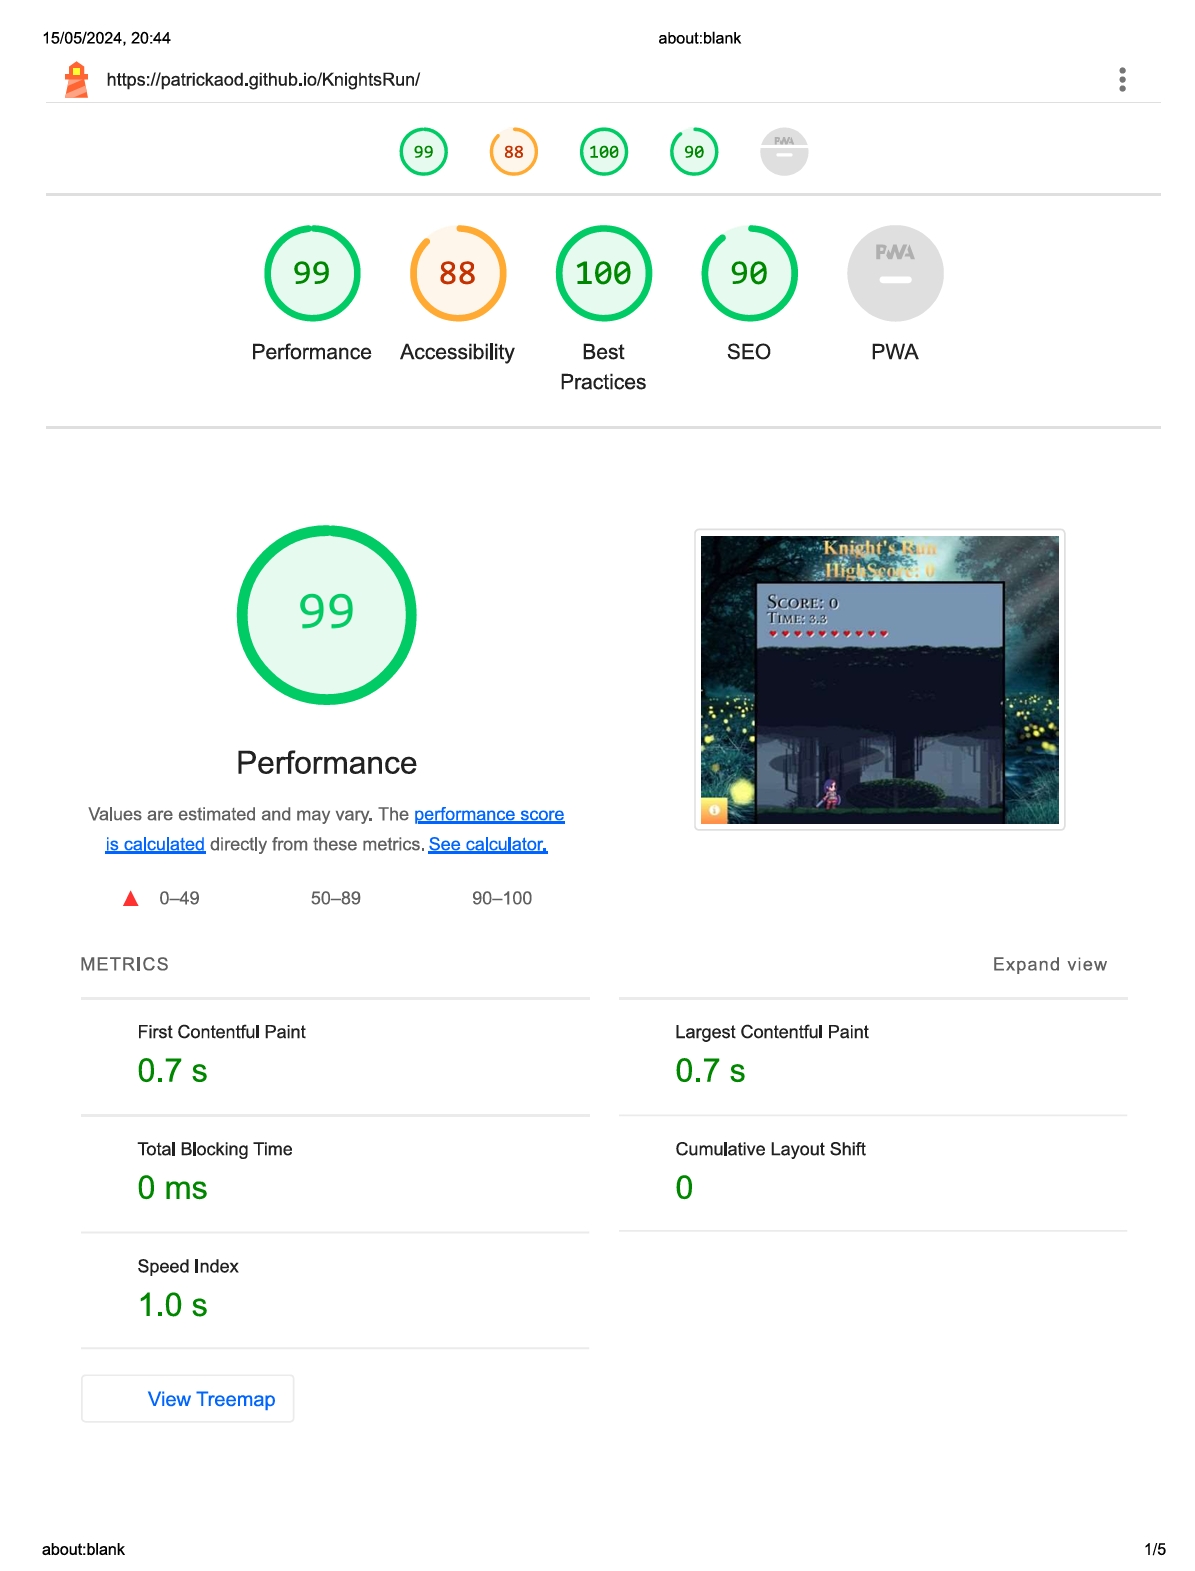 15/05/2024, 20:44
about:blank
https://patrickaod.github.io/KnightsRun/
99
88
100
90
PWA
99
88
100
90
PWA
Performance
Accessibility
Best
Practices
SEO
PWA
99
Performance
Values are estimated and may vary. The performance score
is calculated directly from these metrics. See calculator.
0–49
50–89
90–100
Knight's Run
HighScore: 0
Score: 0
Time: 3.3
METRICS
Expand view
First Contentful Paint
0.7 s
Largest Contentful Paint
0.7 s
Total Blocking Time
0 ms
Cumulative Layout Shift
0
Speed Index
1.0 s
View Treemap
about:blank
1/5